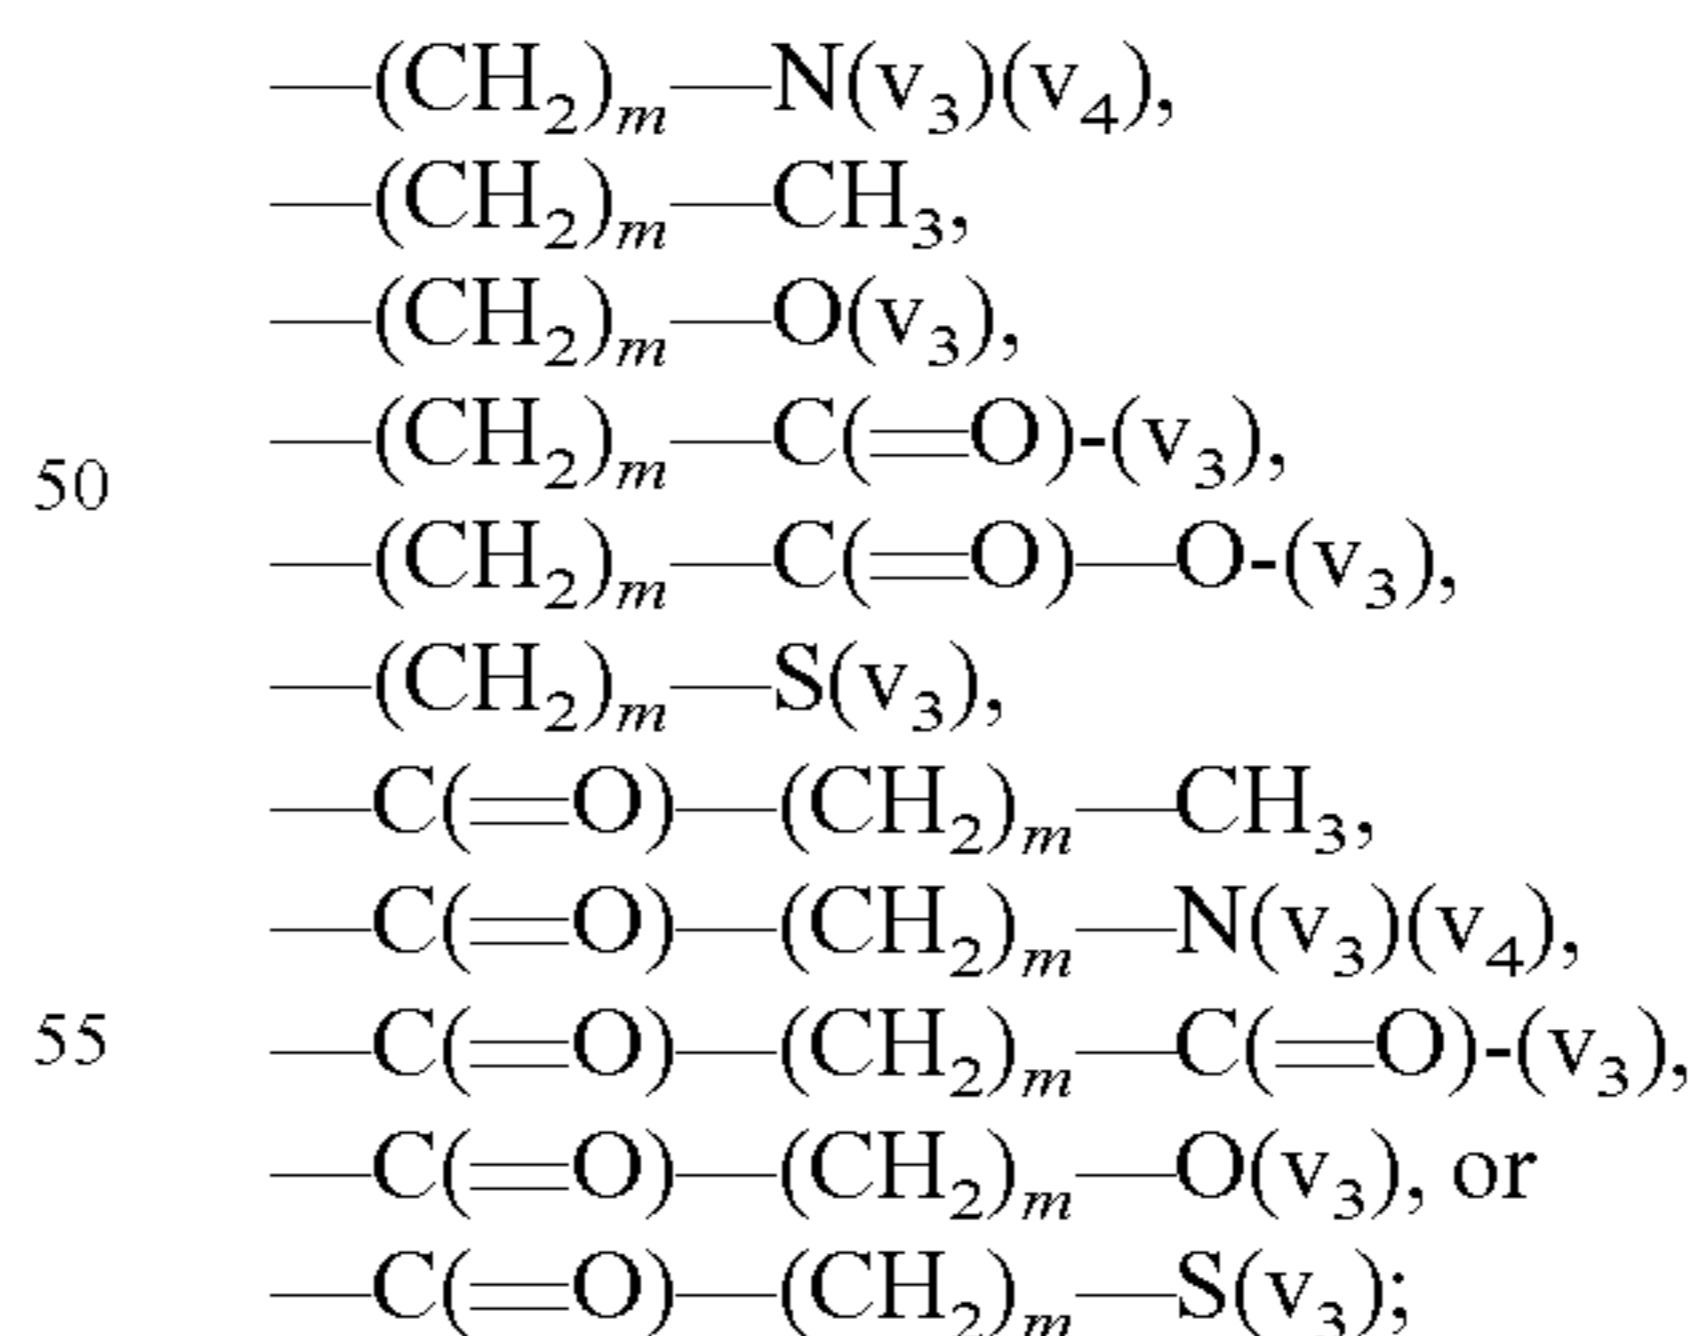 —(CH₂)ₘ—N(v₃)(v₄),
—(CH₂)ₘ—CH₃,
—(CH₂)ₘ—O(v₃),
50 —(CH₂)ₘ—C(=O)-(v₃),
—(CH₂)ₘ—C(=O)—O-(v₃),
—(CH₂)ₘ—S(v₃),
—C(=O)—(CH₂)ₘ—CH₃,
—C(=O)—(CH₂)ₘ—N(v₃)(v₄),
55 —C(=O)—(CH₂)ₘ—C(=O)-(v₃),
—C(=O)—(CH₂)ₘ—O(v₃), or
—C(=O)—(CH₂)ₘ—S(v₃);